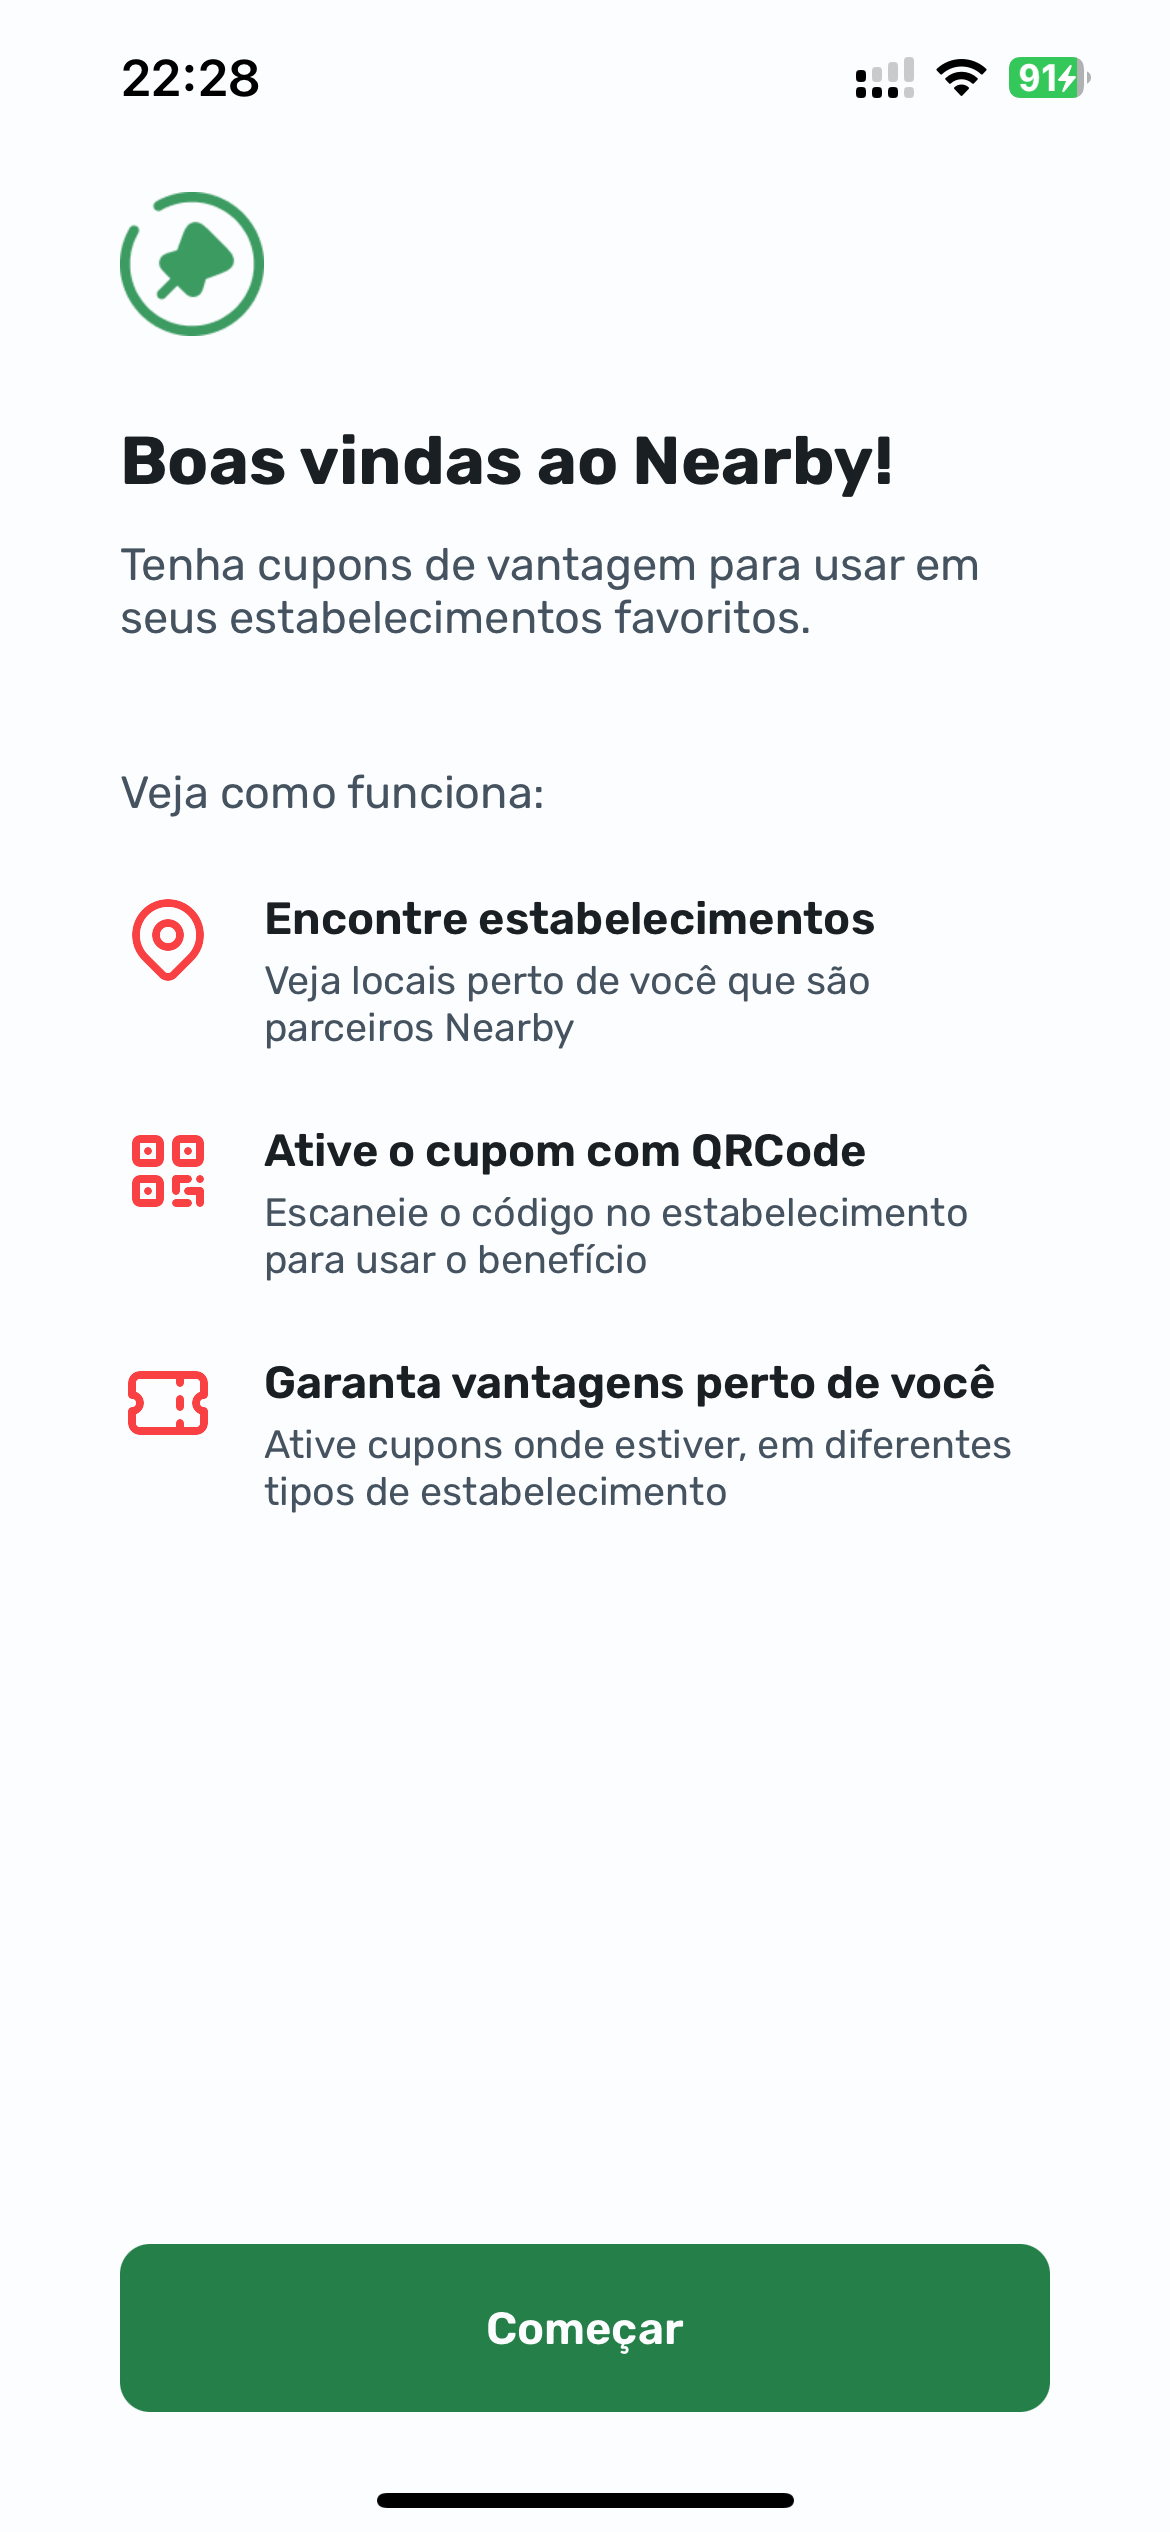 22:28
91
Boas vindas ao Nearby!
Tenha cupons de vantagem para usar em
seus estabelecimentos favoritos.
Veja como funciona:
Encontre estabelecimentos
Veja locais perto de você que são
parceiros Nearby
Ative o cupom com QRCode
Escaneie o código no estabelecimento
para usar o benefício
Garanta vantagens perto de você
Ative cupons onde estiver, em diferentes
tipos de estabelecimento
Começar